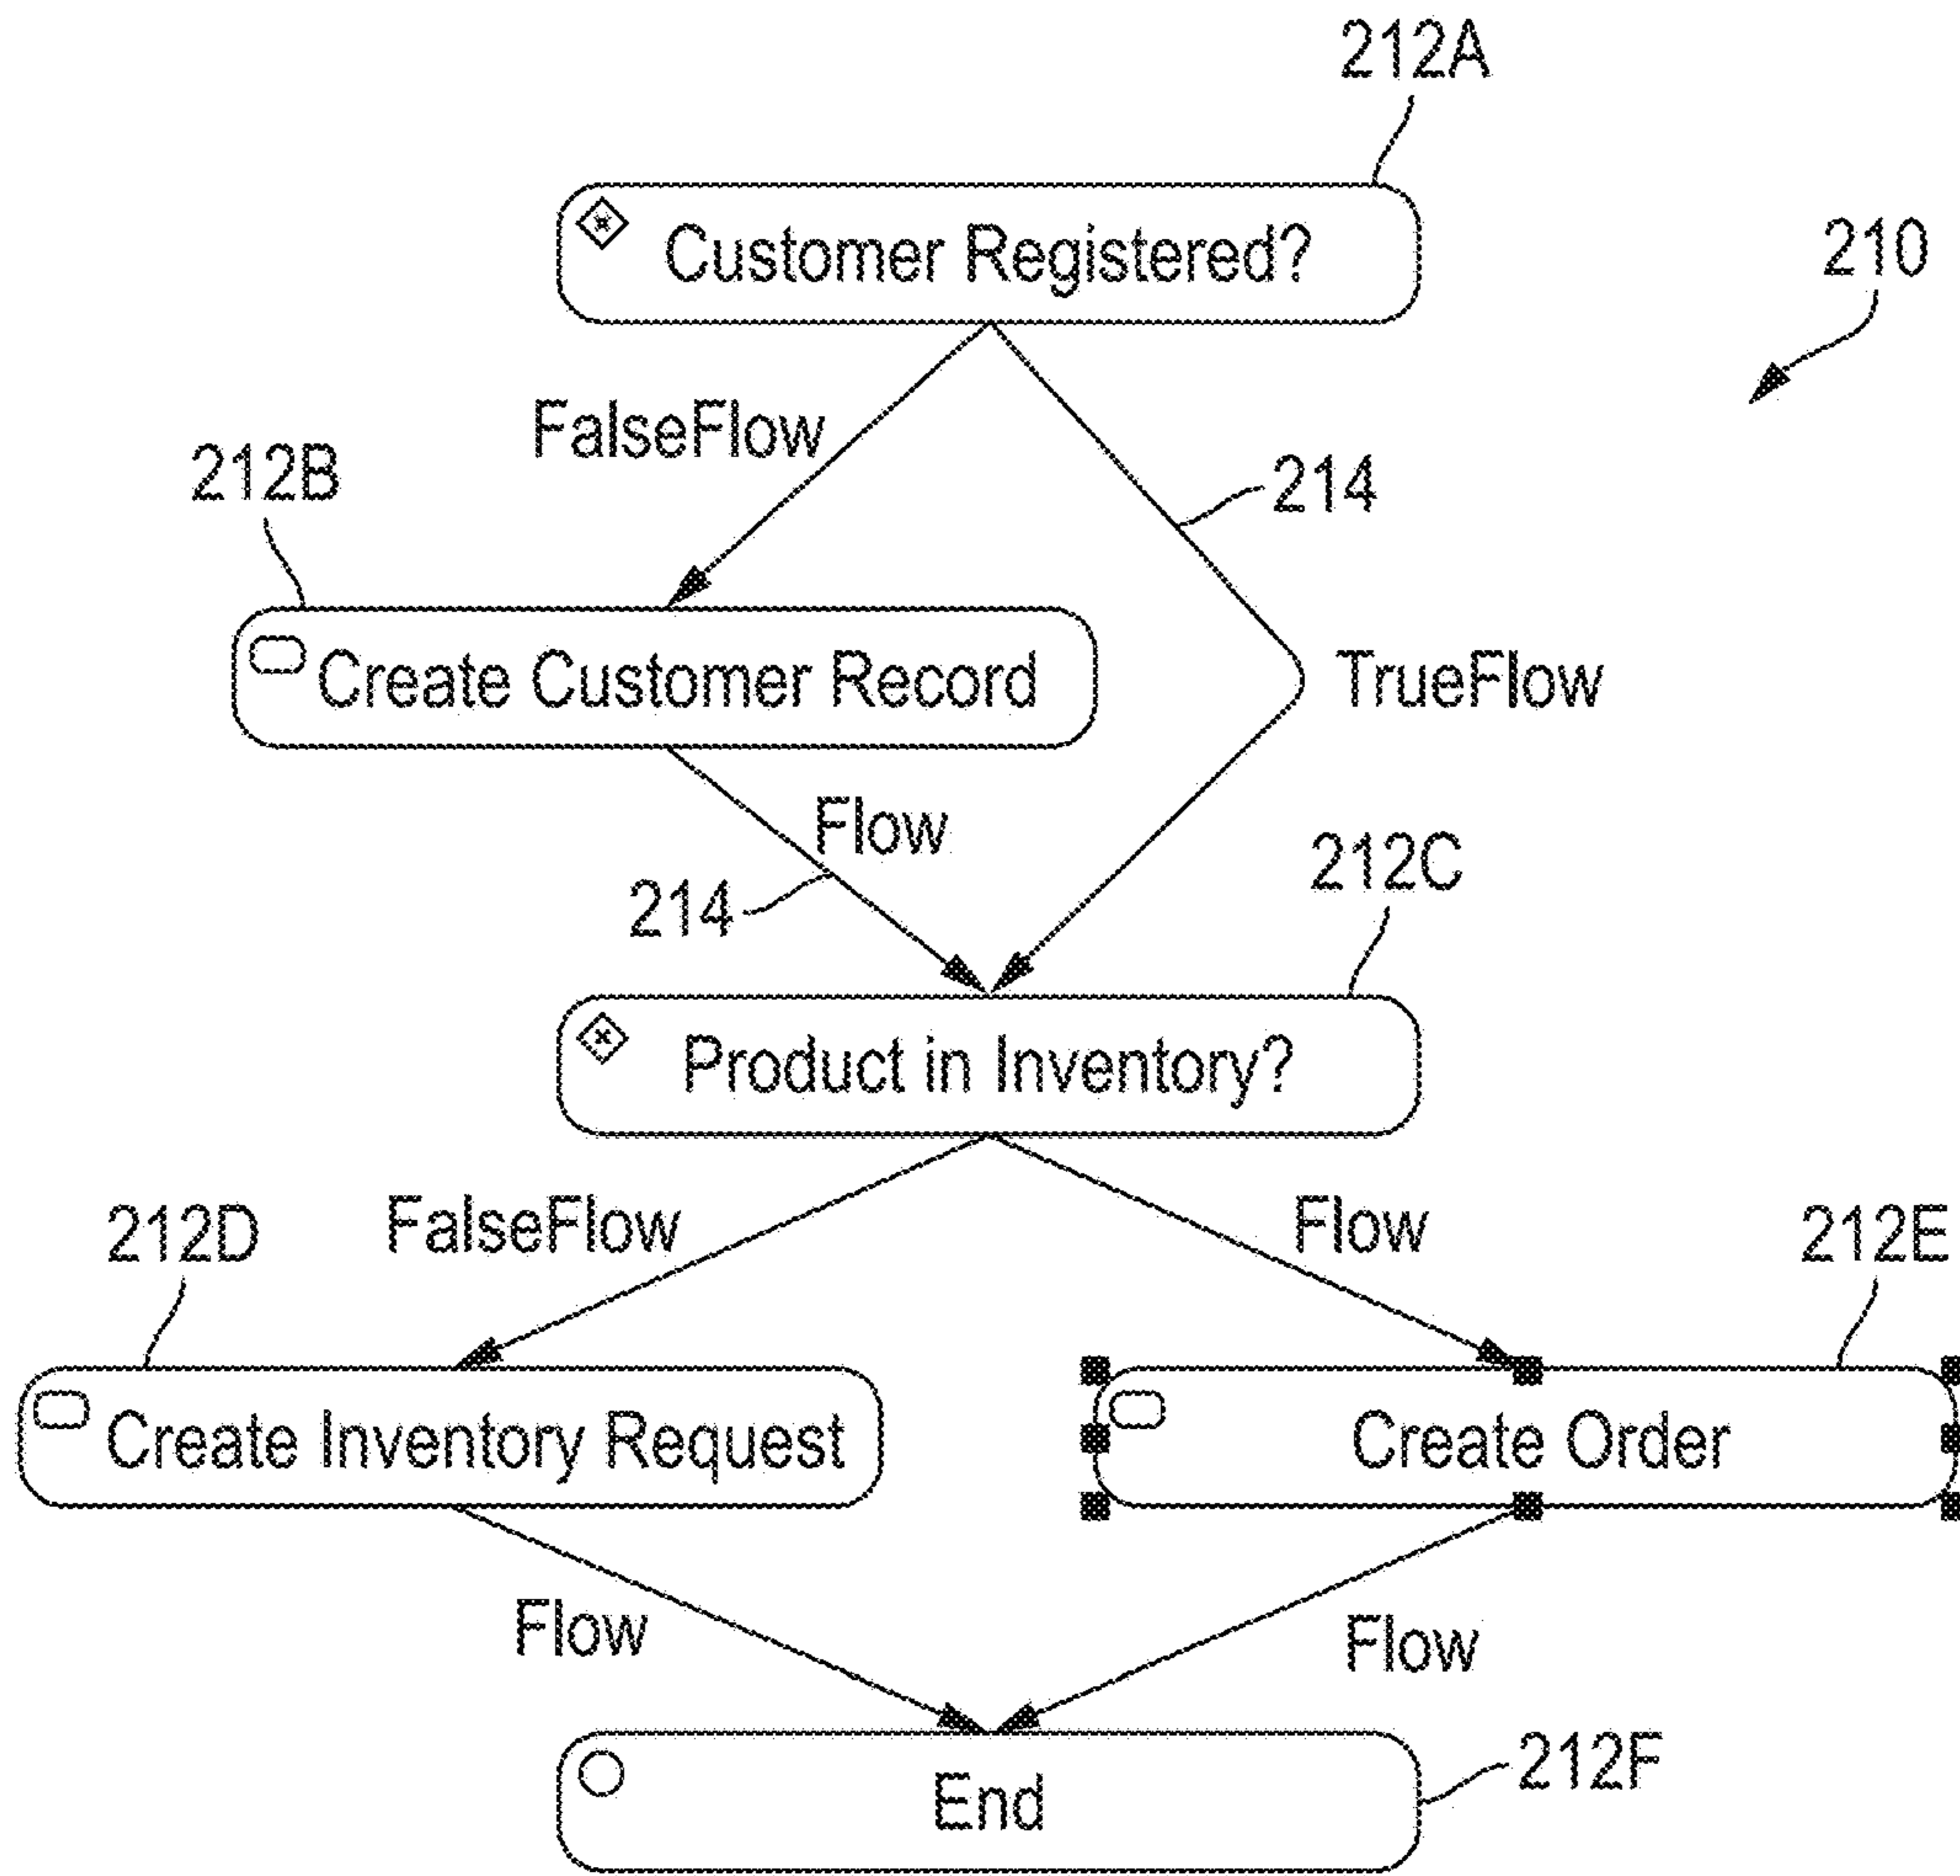 212A
Customer Registered?
210
FalseFlow
212B
214
Create Customer Record
TrueFlow
Flow
212C
214
Product in Inventory?
212D
FalseFlow
Flow
212E
Create Inventory Request
Create Order
Flow
Flow
End
212F